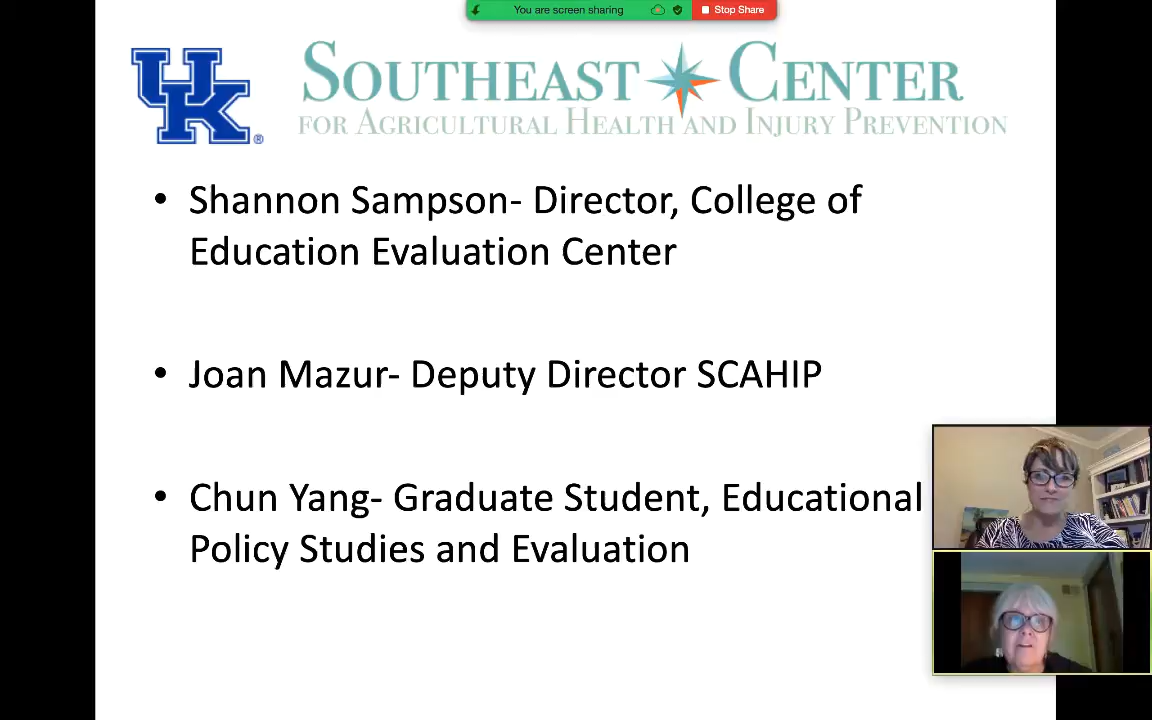 You are screen sharing
Stop Share
UK®
SOUTHEAST CENTER
FOR AGRICULTURAL HEALTH AND INJURY PREVENTION
• Shannon Sampson- Director, College of
Education Evaluation Center
• Joan Mazur- Deputy Director SCAHIP
• Chun Yang- Graduate Student, Educational
Policy Studies and Evaluation